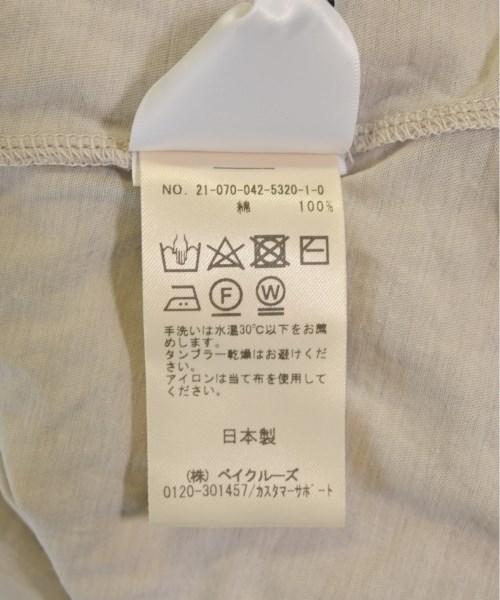 NO. 21-070-042-5320-1-0
綿 100%
F W
手洗いは水温30℃以下をお薦
めします。
タンブラー乾燥はお避けくだ
さい。
アイロンは当て布を使用して
ください。
日本製
(株) ベイクルーズ
0120-301457/カスタマーサポート